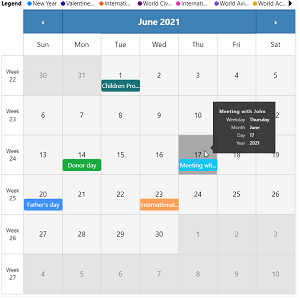 Legend New Year Valentine... Internati... World Civ... Internati... World Avi... World Ac...
‹ June 2021 ›
Sun Mon Tue Wed Thu Fri Sat
Week 22 30 31 1 2 3 4 5
Children Pro...
Week 23 6 7 8 9 10
Meeting with John
Weekday Thursday
Month June
Day 17
Year 2021
Week 24 13 14 15 16 17 18 19
Donor day Meeting wit...
Week 25 20 21 22 23 24 25 26
Father's day International...
Week 26 27 28 29 30 1 2 3
Week 27 4 5 6 7 8 9 10